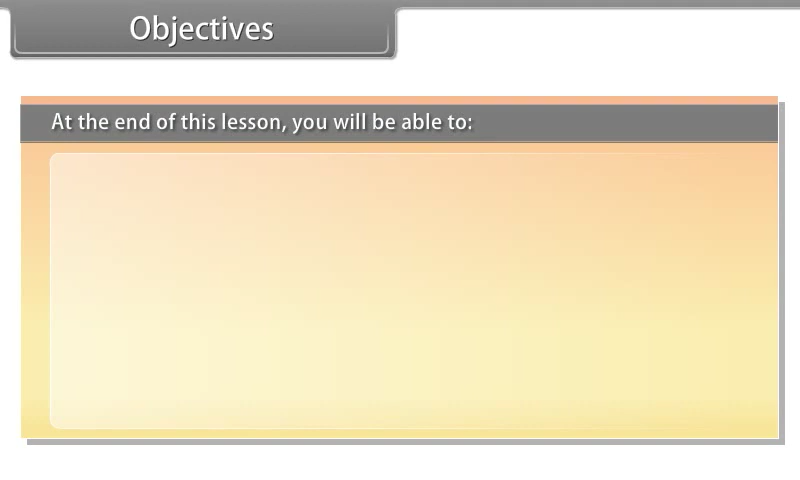 Objectives
At the end of this lesson, you will be able to: